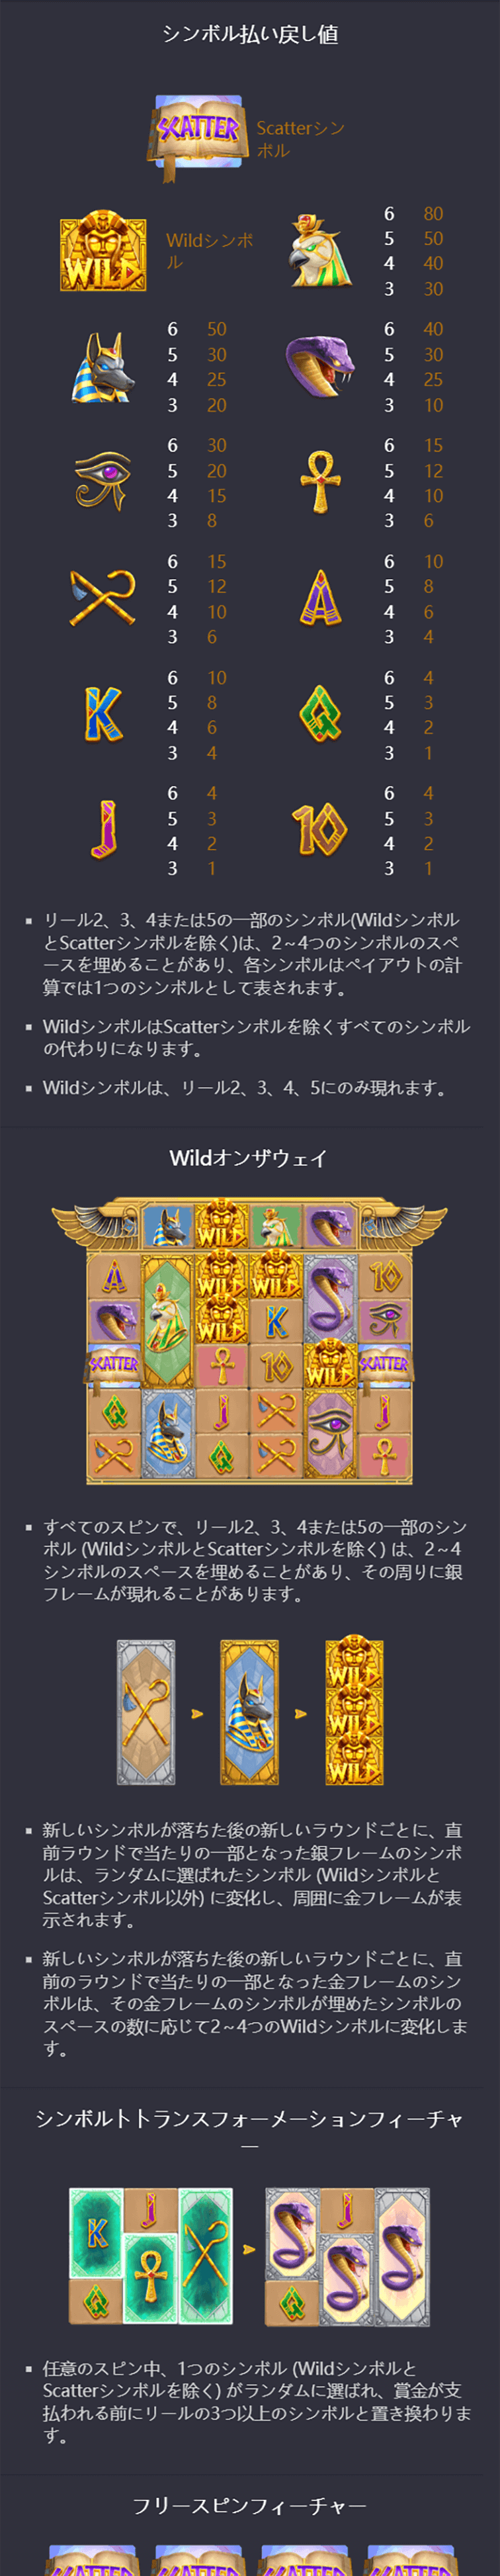 シンボル払い戻し値
SCATTER
Scatterシン
ボル
WILD
Wildシンボ
ル
6 80
5 50
4 40
3 30
6 50
5 30
4 25
3 20
6 40
5 30
4 25
3 10
6 30
5 20
4 15
3 8
6 15
5 12
4 10
3 6
6 15
5 12
4 10
3 6
A
6 10
5 8
4 6
3 4
K
6 10
5 8
4 6
3 4
Q
6 4
5 3
4 2
3 1
J
6 4
5 3
4 2
3 1
10
6 4
5 3
4 2
3 1
リール2、3、4または5の一部のシンボル(Wildシンボル
とScatterシンボルを除く)は、2~4つのシンボルのスペ
ースを埋めることがあり、各シンボルはペイアウトの計
算では1つのシンボルとして表されます。
WildシンボルはScatterシンボルを除くすべてのシンボル
の代わりになります。
Wildシンボルは、リール2、3、4、5にのみ現れます。
Wildオンザウェイ
WILD
A WILD WILD 10
WILD K
SCATTER 10 WILD SCATTER
Q J J
Q
すべてのスピンで、リール2、3、4または5の一部のシン
ボル (WildシンボルとScatterシンボルを除く) は、2~4
シンボルのスペースを埋めることがあり、その周りに銀
フレームが現れることがあります。
WILD
WILD
WILD
新しいシンボルが落ちた後の新しいラウンドごとに、直
前ラウンドで当たりの一部となった銀フレームのシンボ
ルは、ランダムに選ばれたシンボル (Wildシンボルと
Scatterシンボル以外) に変化し、周囲に金フレームが表
示されます。
新しいシンボルが落ちた後の新しいラウンドごとに、直
前のラウンドで当たりの一部となった金フレームのシン
ボルは、その金フレームのシンボルが埋めたシンボルの
スペースの数に応じて2~4つのWildシンボルに変化しま
す。
シンボルトトランスフォーメーションフィーチャ
ー
K J J
Q Q
任意のスピン中、1つのシンボル (Wildシンボルと
Scatterシンボルを除く) がランダムに選ばれ、賞金が支
払われる前にリールの3つ以上のシンボルと置き換わりま
す。
フリースピンフィーチャー
SCATTER SCATTER SCATTER SCATTER